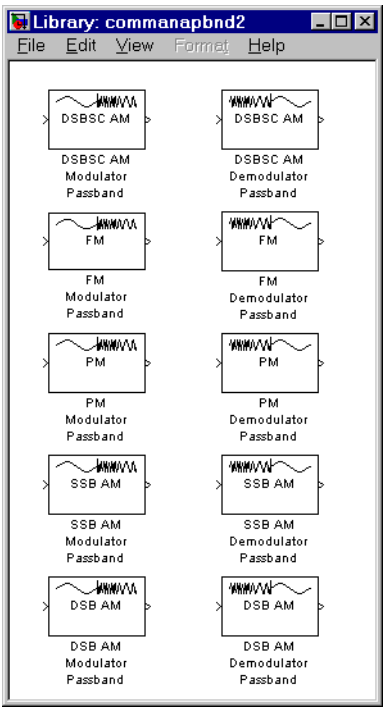 Library: commanapbnd2
File Edit View Format Help
DSBSC AM
DSBSC AM
Modulator
Passband
DSBSC AM
DSBSC AM
Demodulator
Passband
FM
FM
Modulator
Passband
FM
FM
Demodulator
Passband
PM
PM
Modulator
Passband
PM
PM
Demodulator
Passband
SSB AM
SSB AM
Modulator
Passband
SSB AM
SSB AM
Demodulator
Passband
DSB AM
DSB AM
Modulator
Passband
DSB AM
DSB AM
Demodulator
Passband